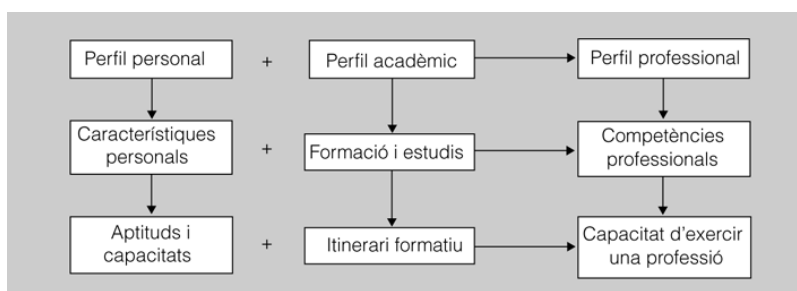 Perfil personal + Perfil acadèmic Perfil professional
Característiques
personals
+
Formació i estudis
Competències
professionals
Aptituds i
capacitats
+
Itinerari formatiu
Capacitat d'exercir
una professió